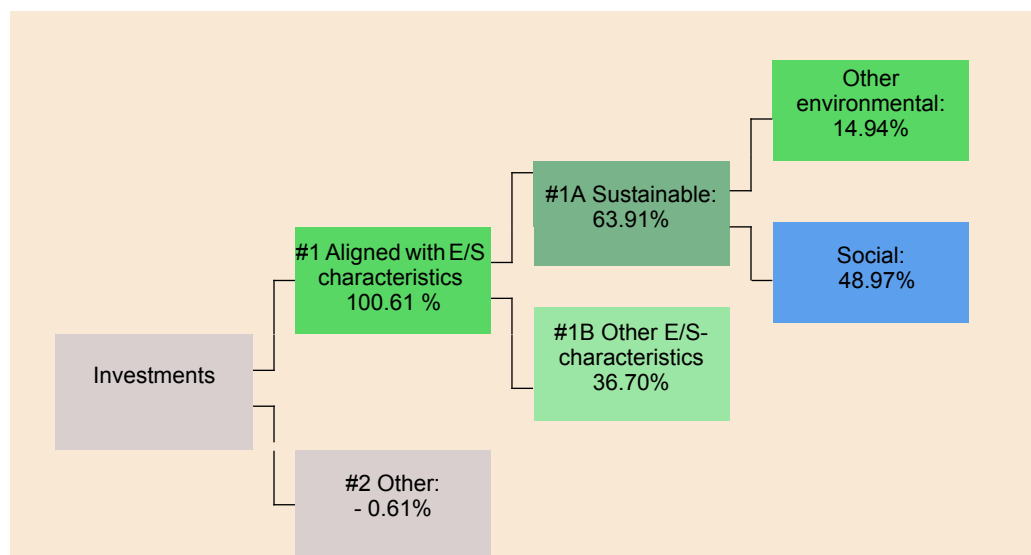 Other
environmental:
14.94%
#1A Sustainable:
63.91%
#1 Aligned with E/S
characteristics
100.61 %
Social:
48.97%
#1B Other E/S-
characteristics
36.70%
Investments
#2 Other:
- 0.61%